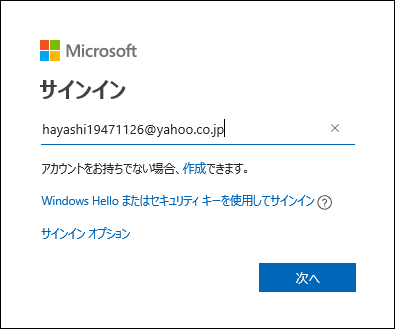 Microsoft
サインイン
hayashi19471126@yahoo.co.jp
アカウントをお持ちでない場合、作成できます。
Windows Hello またはセキュリティ キーを使用してサインイン
サインイン オプション
次へ